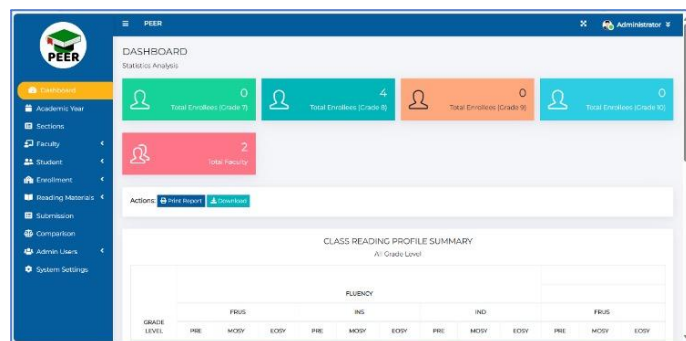 PEER
PEER
Administrator
DASHBOARD
Statistics Analysis
Dashboard
Academic Year
Sections
Faculty
Student
Enrollment
Reading Materials
Submission
Comparison
Admin Users
System Settings
0
Total Enrollees (Grade 7)
4
Total Enrollees (Grade 8)
0
Total Enrollees (Grade 9)
0
Total Enrollees (Grade 10)
2
Total Faculty
Actions: Print Report Download
CLASS READING PROFILE SUMMARY
All Grade Level
FLUENCY
FRUS INS IND FRUS
GRADE LEVEL
PRE MOSY EOSY PRE MOSY EOSY PRE MOSY EOSY PRE MOSY EOSY